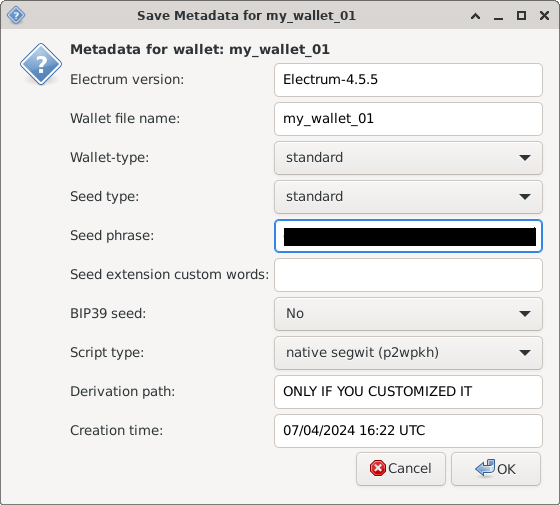 Save Metadata for my_wallet_01
Metadata for wallet: my_wallet_01
Electrum version: Electrum-4.5.5
Wallet file name: my_wallet_01
Wallet-type: standard
Seed type: standard
Seed phrase:
Seed extension custom words:
BIP39 seed: No
Script type: native segwit (p2wpkh)
Derivation path: ONLY IF YOU CUSTOMIZED IT
Creation time: 07/04/2024 16:22 UTC
Cancel OK